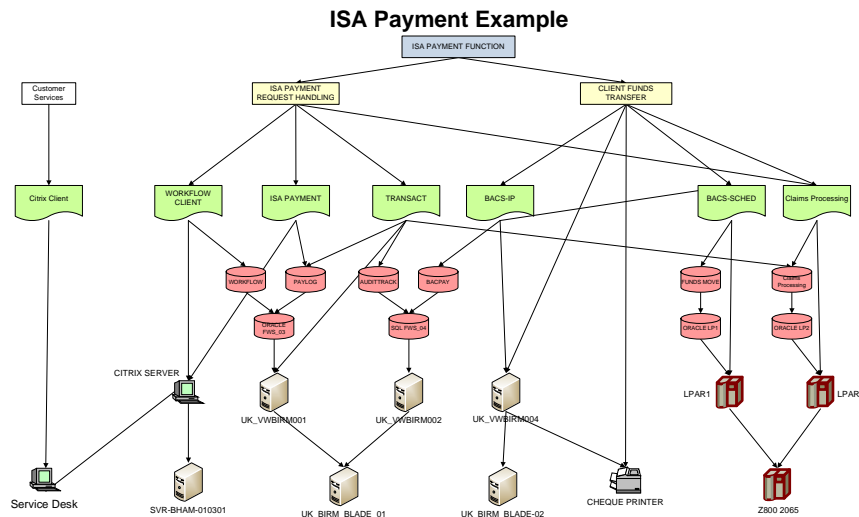 ISA Payment Example
ISA PAYMENT FUNCTION
Customer
Services
ISA PAYMENT
REQUEST HANDLING
CLIENT FUNDS
TRANSFER
Citrix Client
WORKFLOW
CLIENT
ISA PAYMENT
TRANSACT
BACS-IP
BACS-SCHED
Claims Processing
WORKFLOW
PAYLOG
AUDITTRACK
BACPAY
FUNDS MOVE
Claims
Processing
ORACLE
FWS_03
SQL FWS_04
ORACLE LP1
ORACLE LP2
CITRIX SERVER
UK_VWBIRM001
UK_VWBIRM002
UK_VWBIRM004
LPAR1
LPAR
Service Desk
SVR-BHAM-010301
UK_BIRM_BLADE_01
UK_BIRM_BLADE-02
CHEQUE PRINTER
Z800 2065